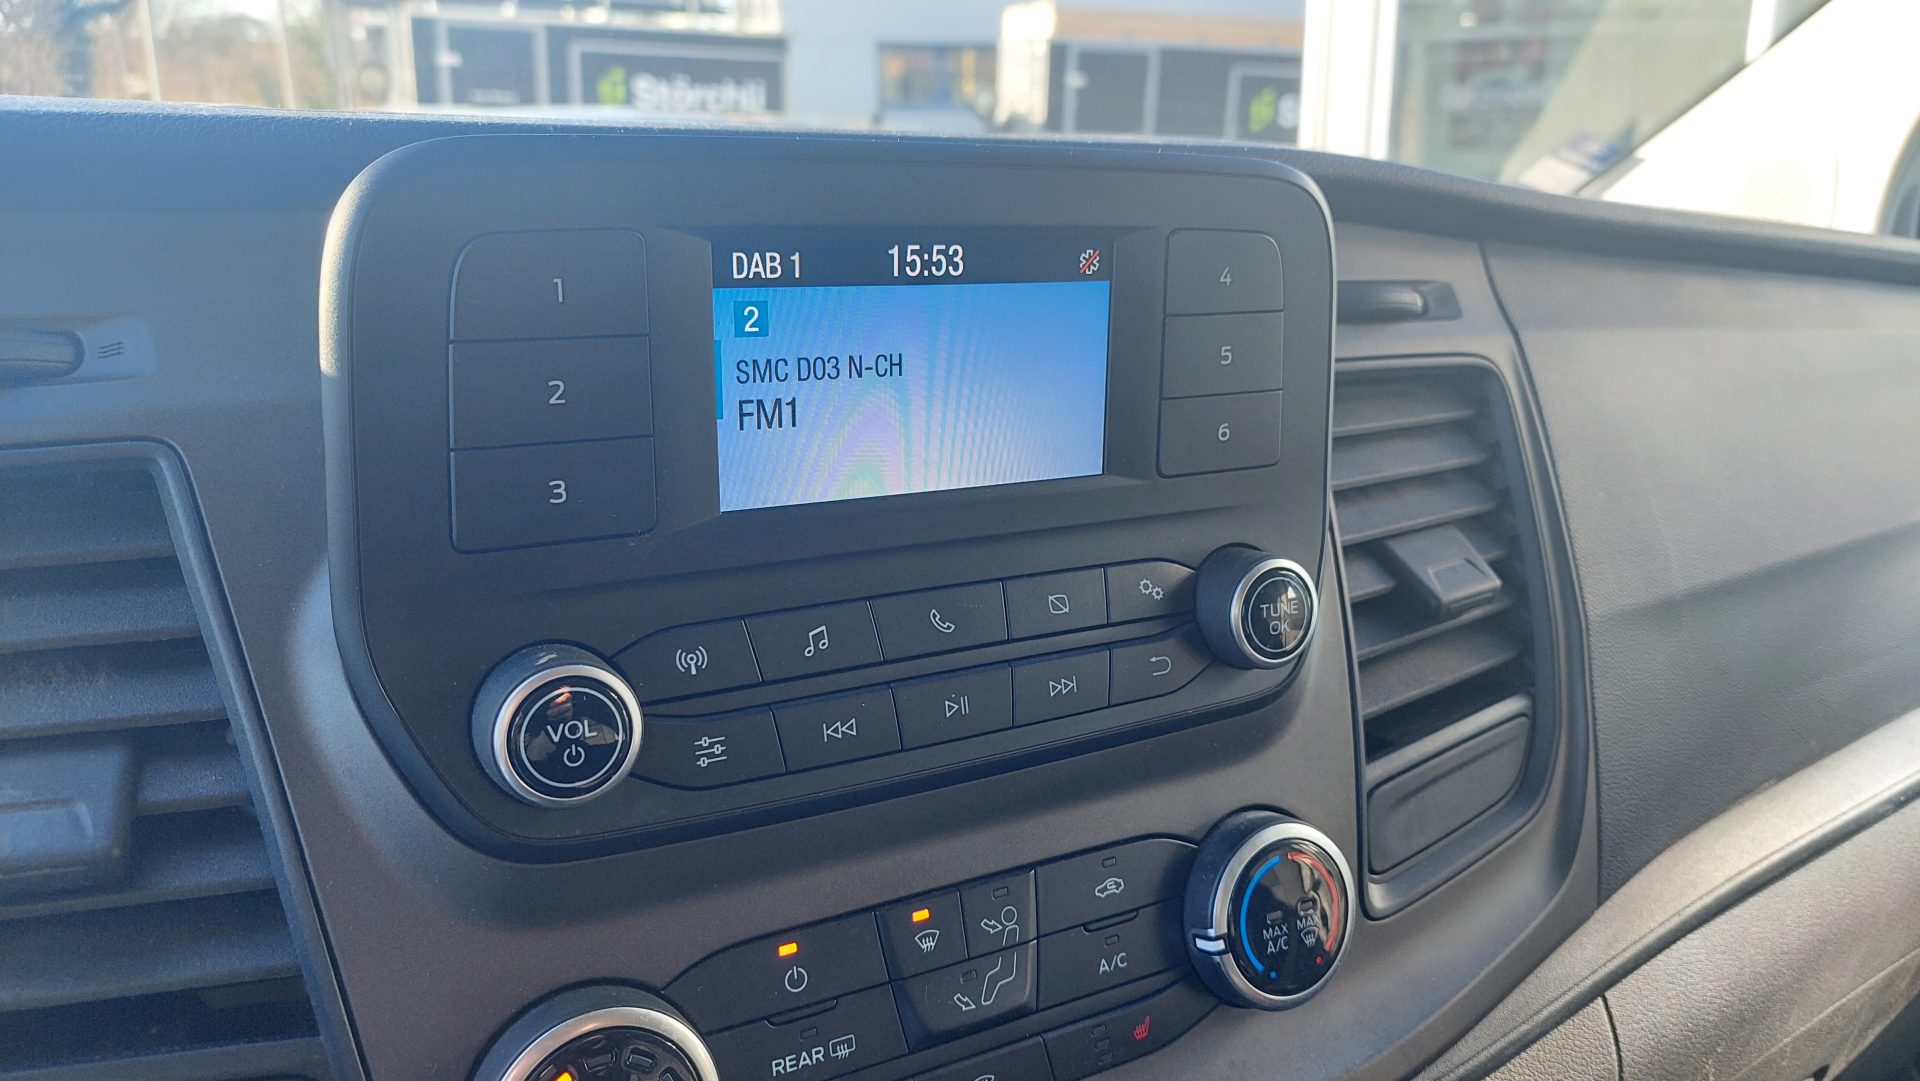 Störchli
DAB 1 15:53
2
SMC D03 N-CH
FM1
1
2
3
4
5
6
TUNE
OK
VOL
MAX
A/C
MAX
A/C
REAR